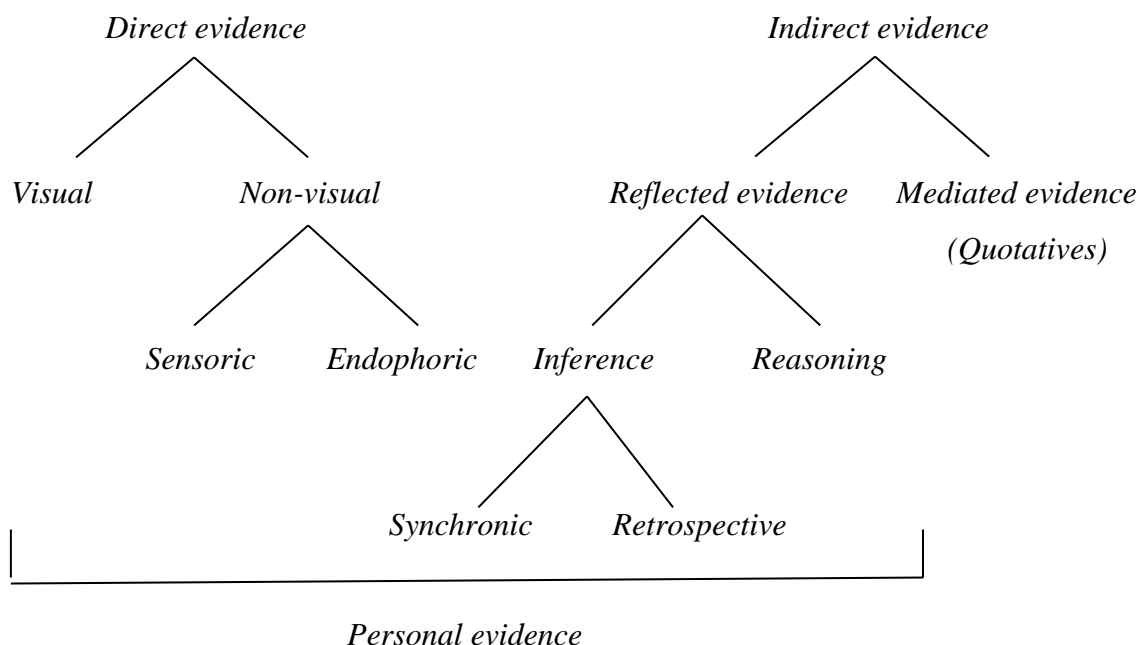 Direct evidence Indirect evidence
Visual Non-visual Reflected evidence Mediated evidence
(Quotatives)
Sensoric Endophoric Inference Reasoning
Synchronic Retrospective
Personal evidence